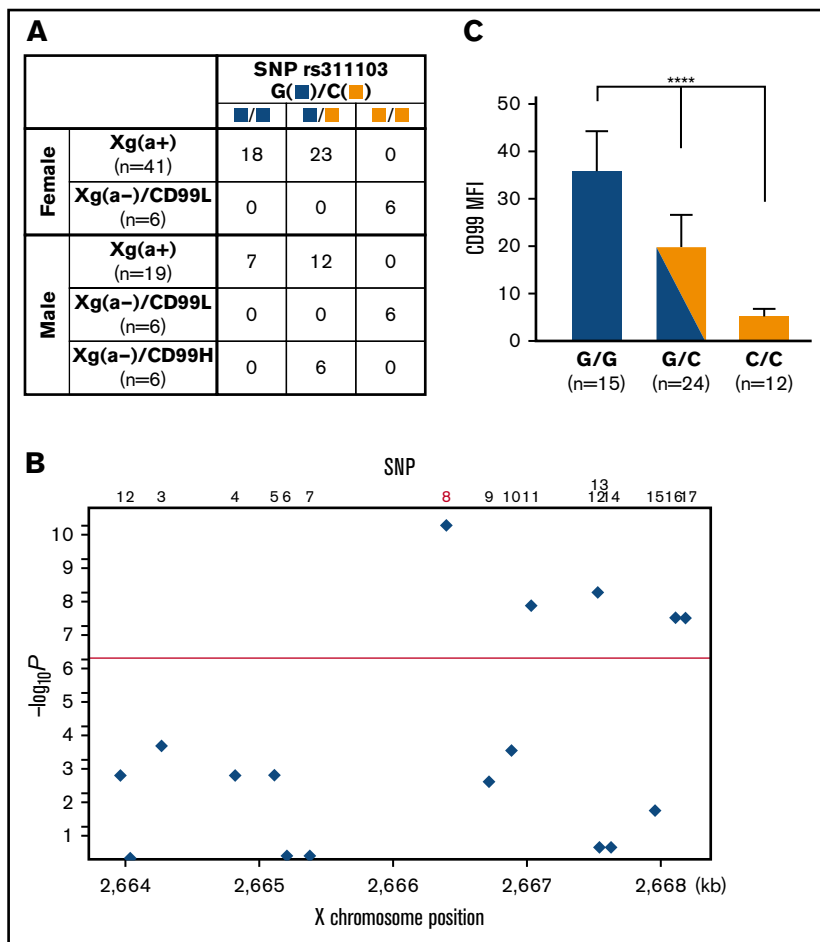 A
SNP rs311103
G(■)/C(■)
■/■ ■/■ ■/■
Female
Xg(a+)
(n=41)
18 23 0
Xg(a−)/CD99L
(n=6)
0 0 6
Male
Xg(a+)
(n=19)
7 12 0
Xg(a−)/CD99L
(n=6)
0 0 6
Xg(a−)/CD99H
(n=6)
0 6 0
C
****
CD99 MFI
50
40
30
20
10
0
G/G G/C C/C
(n=15) (n=24) (n=12)
B
SNP
13
12 3 4 5 6 7 8 9 10 11 12 14 15 16 17
−log10P
10
9
8
7
6
5
4
3
2
1
2,664 2,665 2,666 2,667 2,668 (kb)
X chromosome position